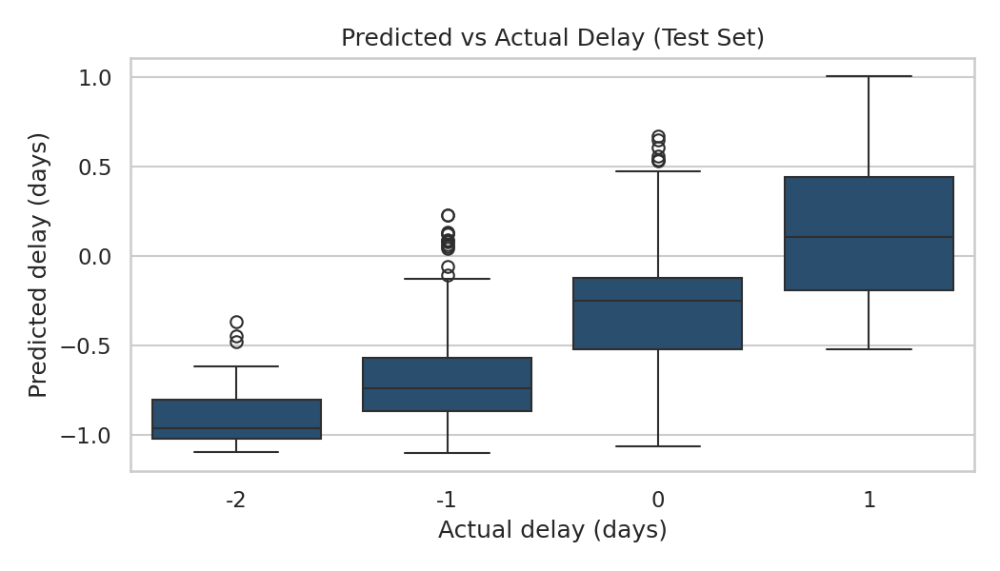 Predicted vs Actual Delay (Test Set)
Predicted delay (days)
1.0
0.5
0.0
−0.5
−1.0
-2 -1 0 1
Actual delay (days)